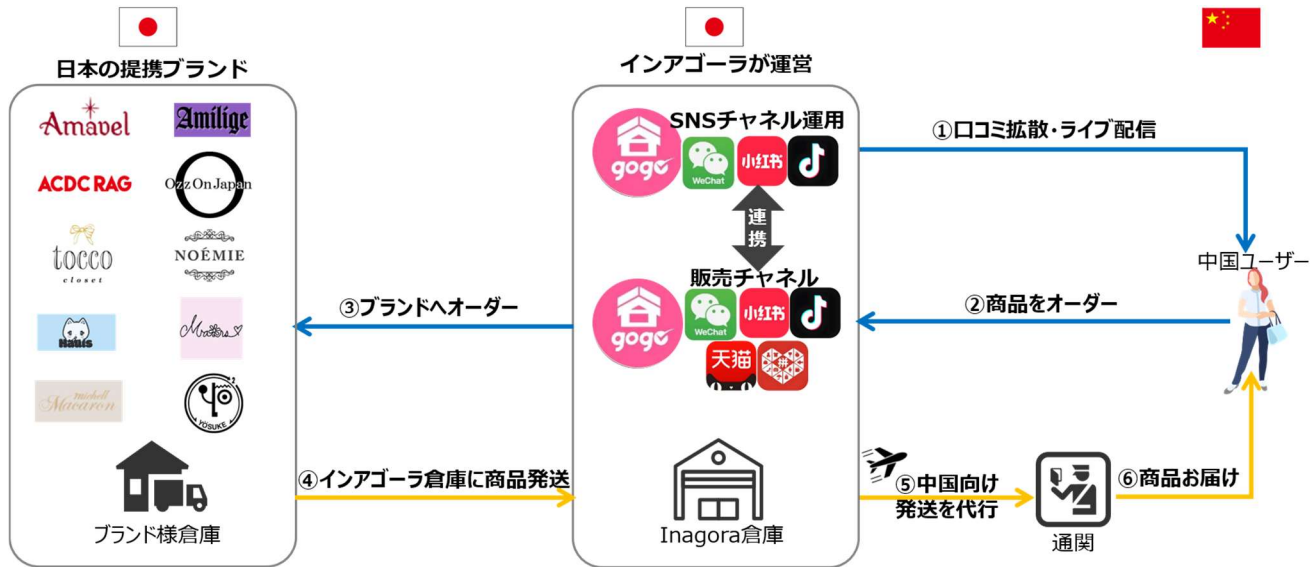 日本の提携ブランド
Amavel
Amilige
ACDC RAG
Ozz On Japan
tocco
closet
NOÉMIE
Hauis
michell
Macaron
YOSUKE
ブランド様倉庫
③ブランドへオーダー
④インアゴーラ倉庫に商品発送
インアゴーラが運営
SNSチャネル運用
gogo
WeChat
小红书
連携
販売チャネル
gogo
WeChat
小红书
天猫
拼
Inagora倉庫
①口コミ拡散・ライブ配信
中国ユーザー
②商品をオーダー
⑤中国向け
発送を代行
通関
⑥商品お届け